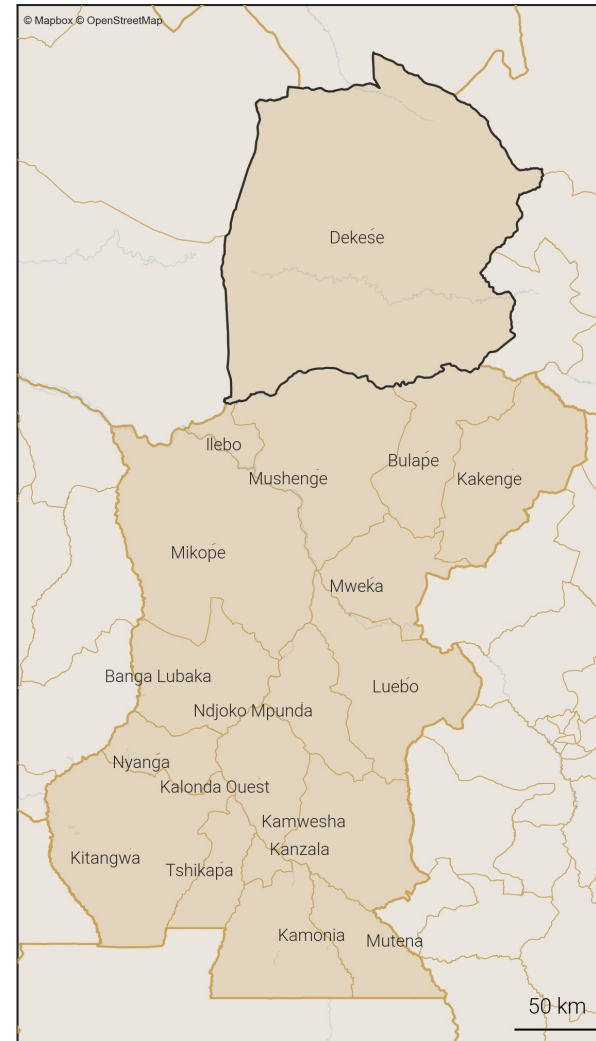 © Mapbox © OpenStreetMap
Dekese
Ilebo
Bulape
Mushenge
Kakenge
Mikope
Mweka
Banga Lubaka
Luebo
Ndjoko Mpunda
Nyanga
Kalonda Ouest
Kamwesha
Kanzala
Kitangwa
Tshikapa
Kamonia
Mutena
50 km